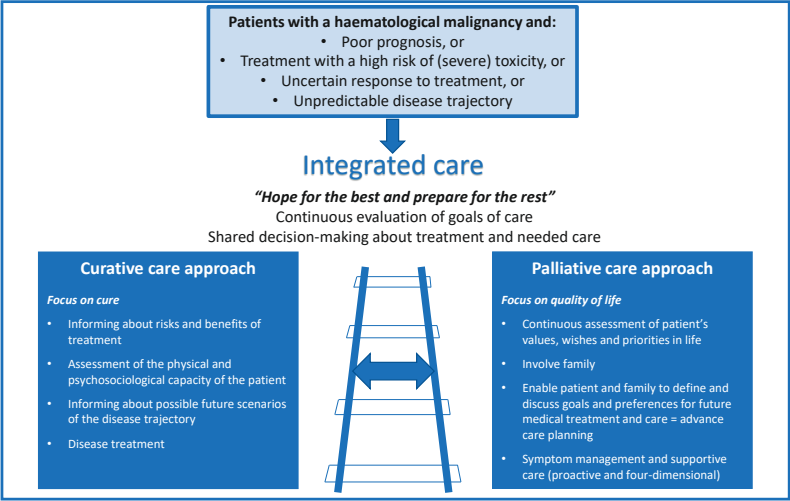 Patients with a haematological malignancy and:
• Poor prognosis, or
• Treatment with a high risk of (severe) toxicity, or
• Uncertain response to treatment, or
• Unpredictable disease trajectory
Integrated care
“Hope for the best and prepare for the rest”
Continuous evaluation of goals of care
Shared decision-making about treatment and needed care
Curative care approach
Focus on cure
• Informing about risks and benefits of
treatment
• Assessment of the physical and
psychosociological capacity of the patient
• Informing about possible future scenarios
of the disease trajectory
• Disease treatment
Palliative care approach
Focus on quality of life
• Continuous assessment of patient’s
values, wishes and priorities in life
• Involve family
• Enable patient and family to define and
discuss goals and preferences for future
medical treatment and care = advance
care planning
• Symptom management and supportive
care (proactive and four-dimensional)